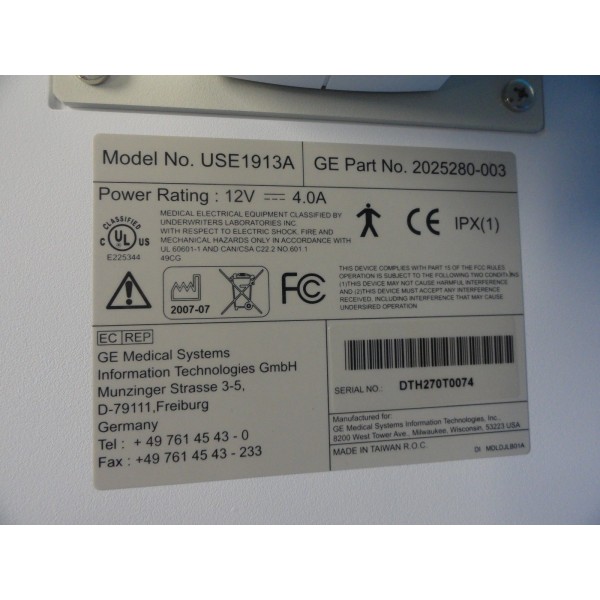 Model No. USE1913A
GE Part No. 2025280-003
Power Rating : 12V ⎓ 4.0A
CLASSIFIED
C UL US
E225344
MEDICAL ELECTRICAL EQUIPMENT CLASSIFIED BY
UNDERWRITERS LABORATORIES INC.
WITH RESPECT TO ELECTRIC SHOCK, FIRE AND
MECHANICAL HAZARDS ONLY IN ACCORDANCE WITH
UL 60601-1 AND CAN/CSA C22.2 NO.601.1
49CG
CE
IPX(1)
2007-07
FC
THIS DEVICE COMPLIES WITH PART 15 OF THE FCC RULES
OPERATION IS SUBJECT TO THE FOLLOWING TWO CONDITIONS
(1)THIS DEVICE MAY NOT CAUSE HARMFUL INTERFERENCE
AND (2)THIS DEVICE MUST ACCEPT ANY INTERFERENCE
RECEIVED, INCLUDING INTERFERENCE THAT MAY CAUSE
UNDERSIRED OPERATION
EC REP
GE Medical Systems
Information Technologies GmbH
Munzinger Strasse 3-5,
D-79111,Freiburg
Germany
Tel : + 49 761 45 43 - 0
Fax : +49 761 45 43 - 233
SERIAL NO.: DTH270T0074
Manufactured for:
GE Medical Systems Information Technologies, Inc.,
8200 West Tower Ave., Milwaukee, Wisconsin, 53223 USA
MADE IN TAIWAN R.O.C.
DI MDLDJLB01A